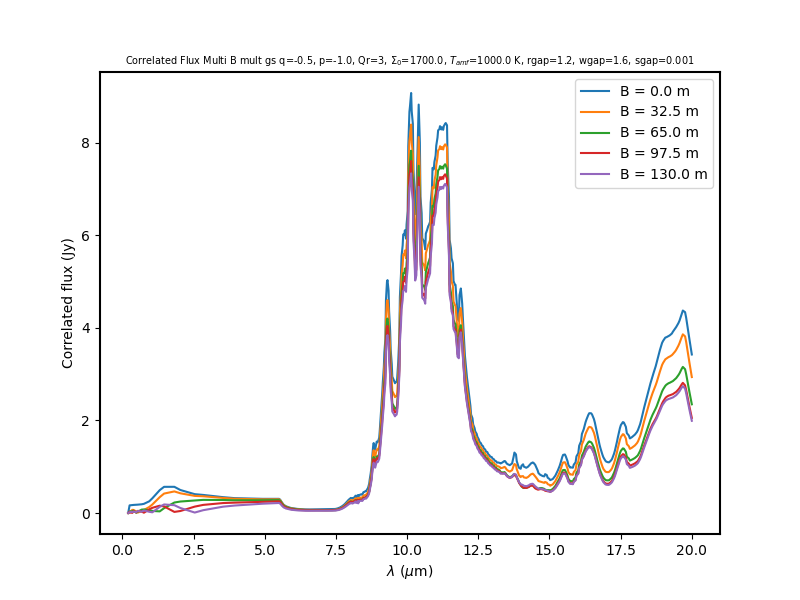 Correlated Flux Multi B mult gs q=-0.5, p=-1.0, Qr=3, Σ₀=1700.0, T_amf=1000.0 K, rgap=1.2, wgap=1.6, sgap=0.001
B = 0.0 m
B = 32.5 m
B = 65.0 m
B = 97.5 m
B = 130.0 m
Correlated flux (Jy)
8
6
4
2
0
0.0 2.5 5.0 7.5 10.0 12.5 15.0 17.5 20.0
λ (μm)